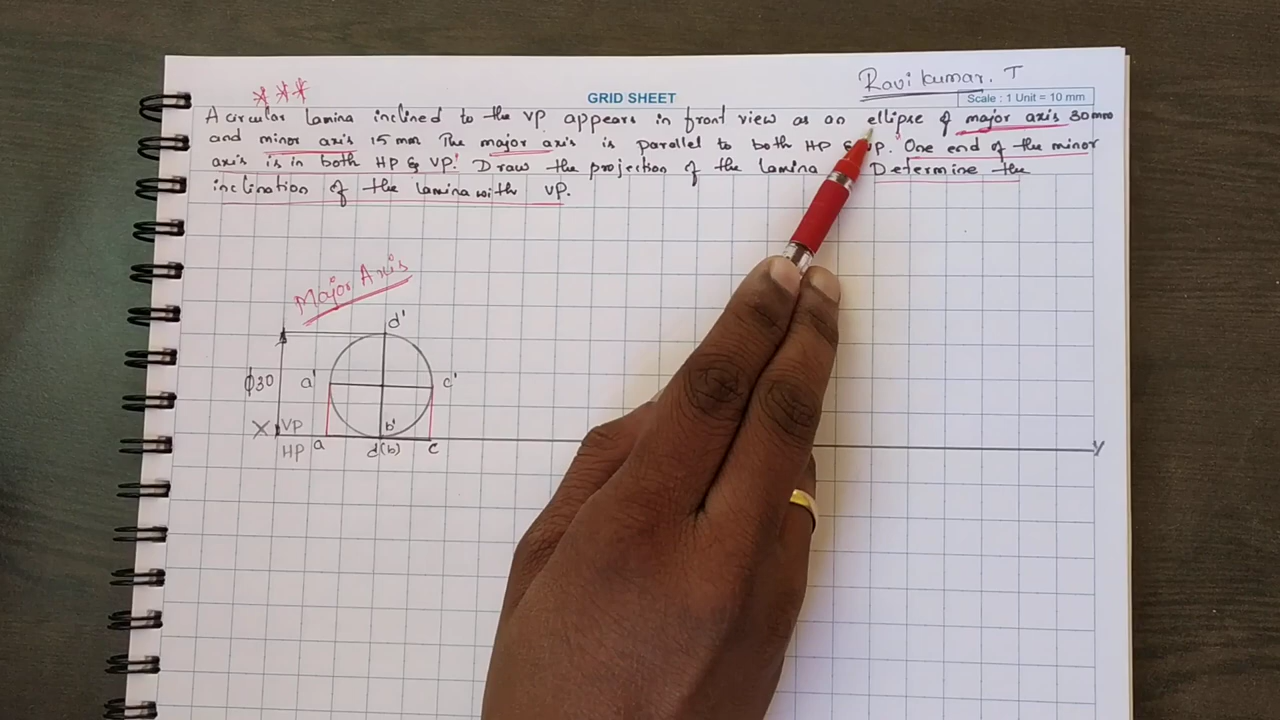 ***
Ravi kumar. T
GRID SHEET
Scale : 1 Unit = 10 mm
A circular lamina inclined to the VP appears in front view as an ellipse of major axis 30mm
and minor axis 15 mm The major axis is parallel to both HP & VP. One end of the minor
axis is in both HP & VP. Draw the projection of the lamina Determine the
inclination of the lamina with VP.
Major Axis
d'
ϕ30 a' c'
X VP b'
HP a d(b) c Y